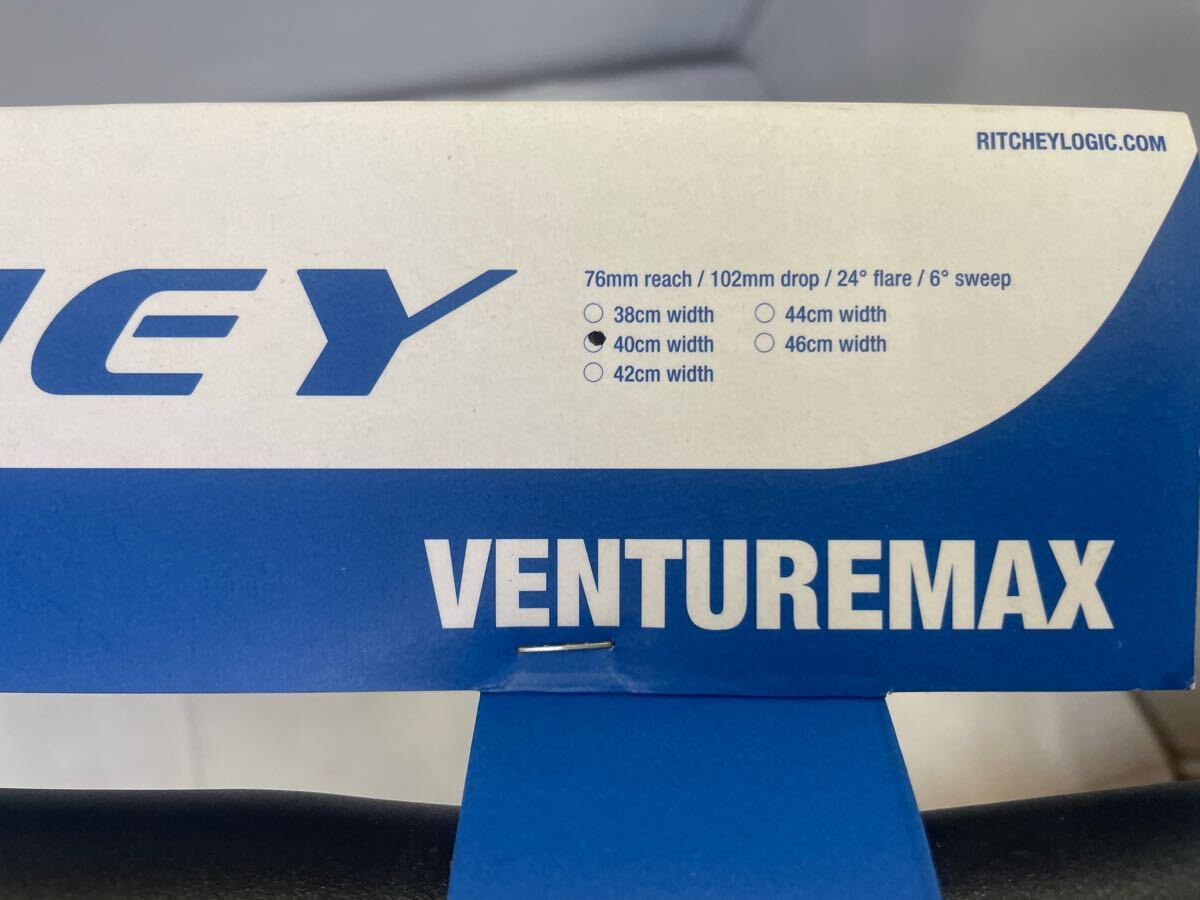 RITCHEYLOGIC.COM
EY
76mm reach / 102mm drop / 24° flare / 6° sweep
38cm width
44cm width
40cm width
46cm width
42cm width
VENTUREMAX